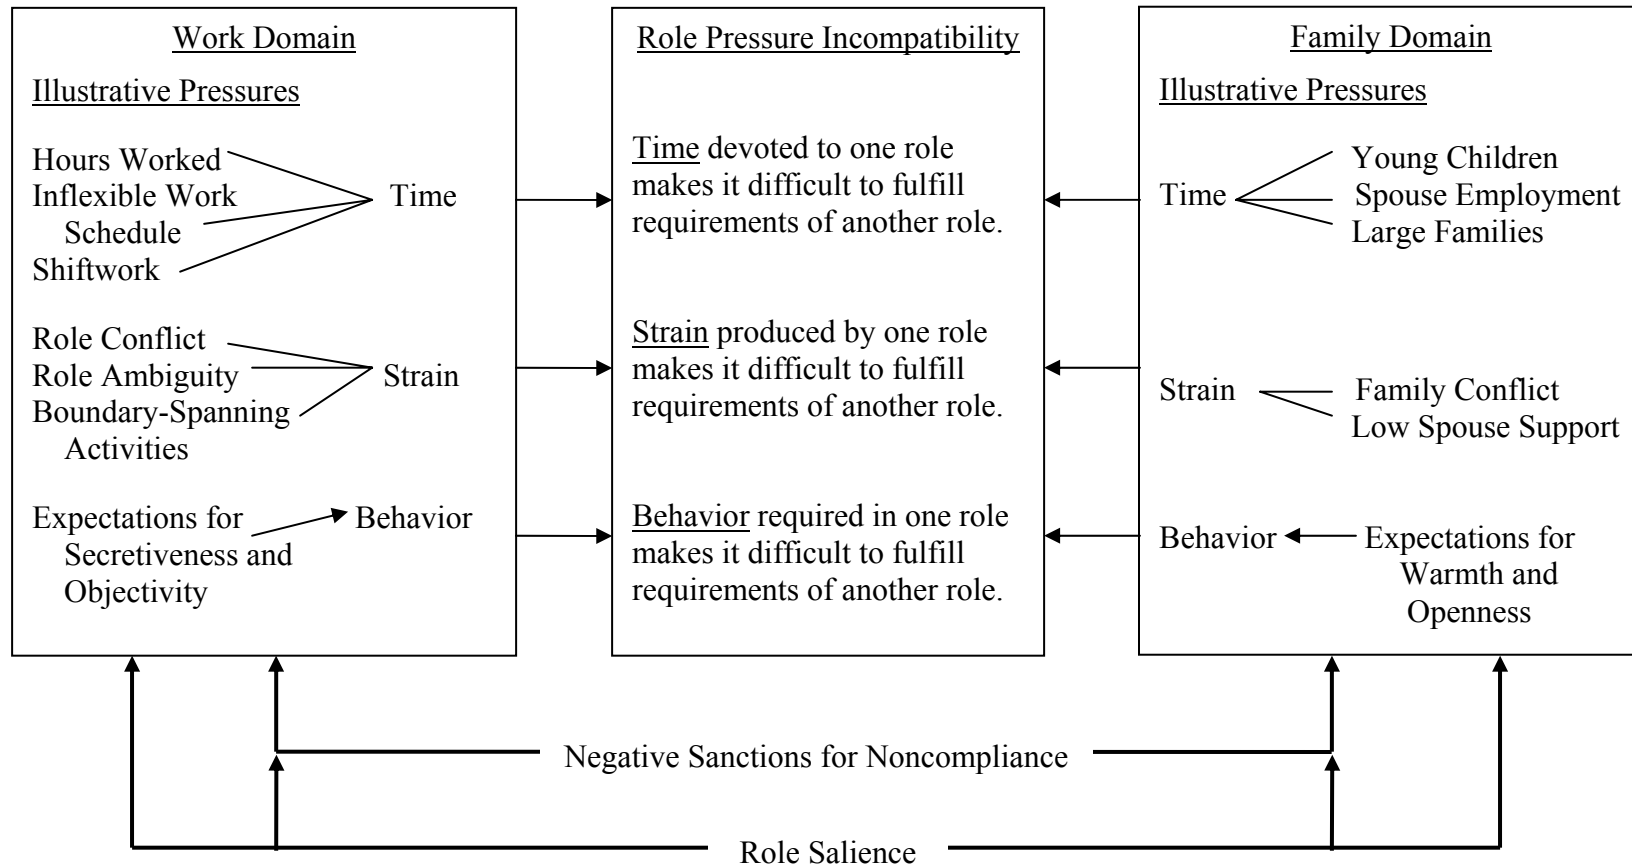 Work Domain
Illustrative Pressures
Hours Worked
Inflexible Work
Schedule
Shiftwork
Time
Role Conflict
Role Ambiguity
Boundary-Spanning
Activities
Strain
Expectations for
Secretiveness and
Objectivity
Behavior
Role Pressure Incompatibility
Time devoted to one role
makes it difficult to fulfill
requirements of another role.
Strain produced by one role
makes it difficult to fulfill
requirements of another role.
Behavior required in one role
makes it difficult to fulfill
requirements of another role.
Family Domain
Illustrative Pressures
Time
Young Children
Spouse Employment
Large Families
Strain
Family Conflict
Low Spouse Support
Behavior
Expectations for
Warmth and
Openness
Negative Sanctions for Noncompliance
Role Salience